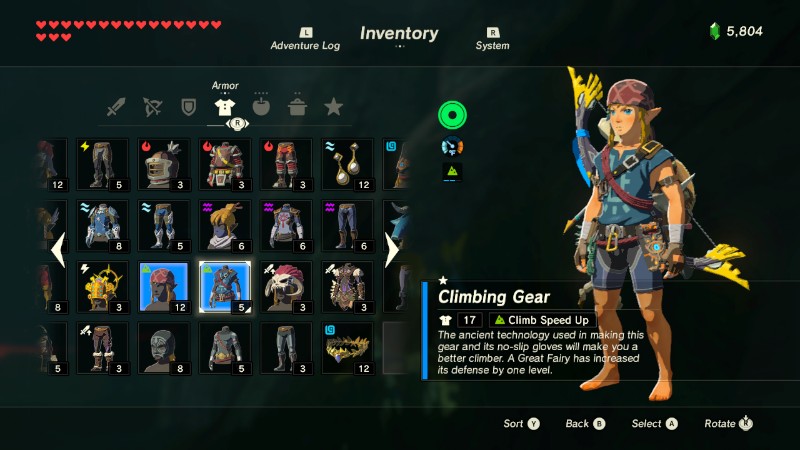 L
Inventory
R
5,804
Adventure Log
System
Armor
R
12
5
3
3
3
12
8
5
6
6
6
8
3
12
5
3
3
5
3
8
5
3
12
Climbing Gear
17
Climb Speed Up
The ancient technology used in making this
gear and its no-slip gloves will make you a
better climber. A Great Fairy has increased
its defense by one level.
Sort Y
Back B
Select A
Rotate R